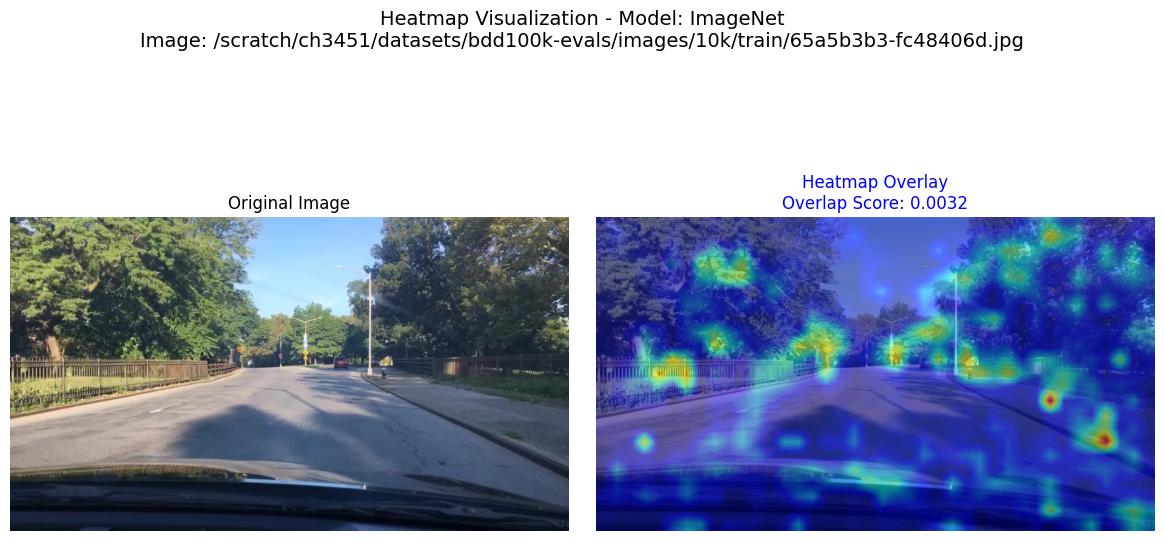 Heatmap Visualization - Model: ImageNet
Image: /scratch/ch3451/datasets/bdd100k-evals/images/10k/train/65a5b3b3-fc48406d.jpg
Original Image
Heatmap Overlay
Overlap Score: 0.0032